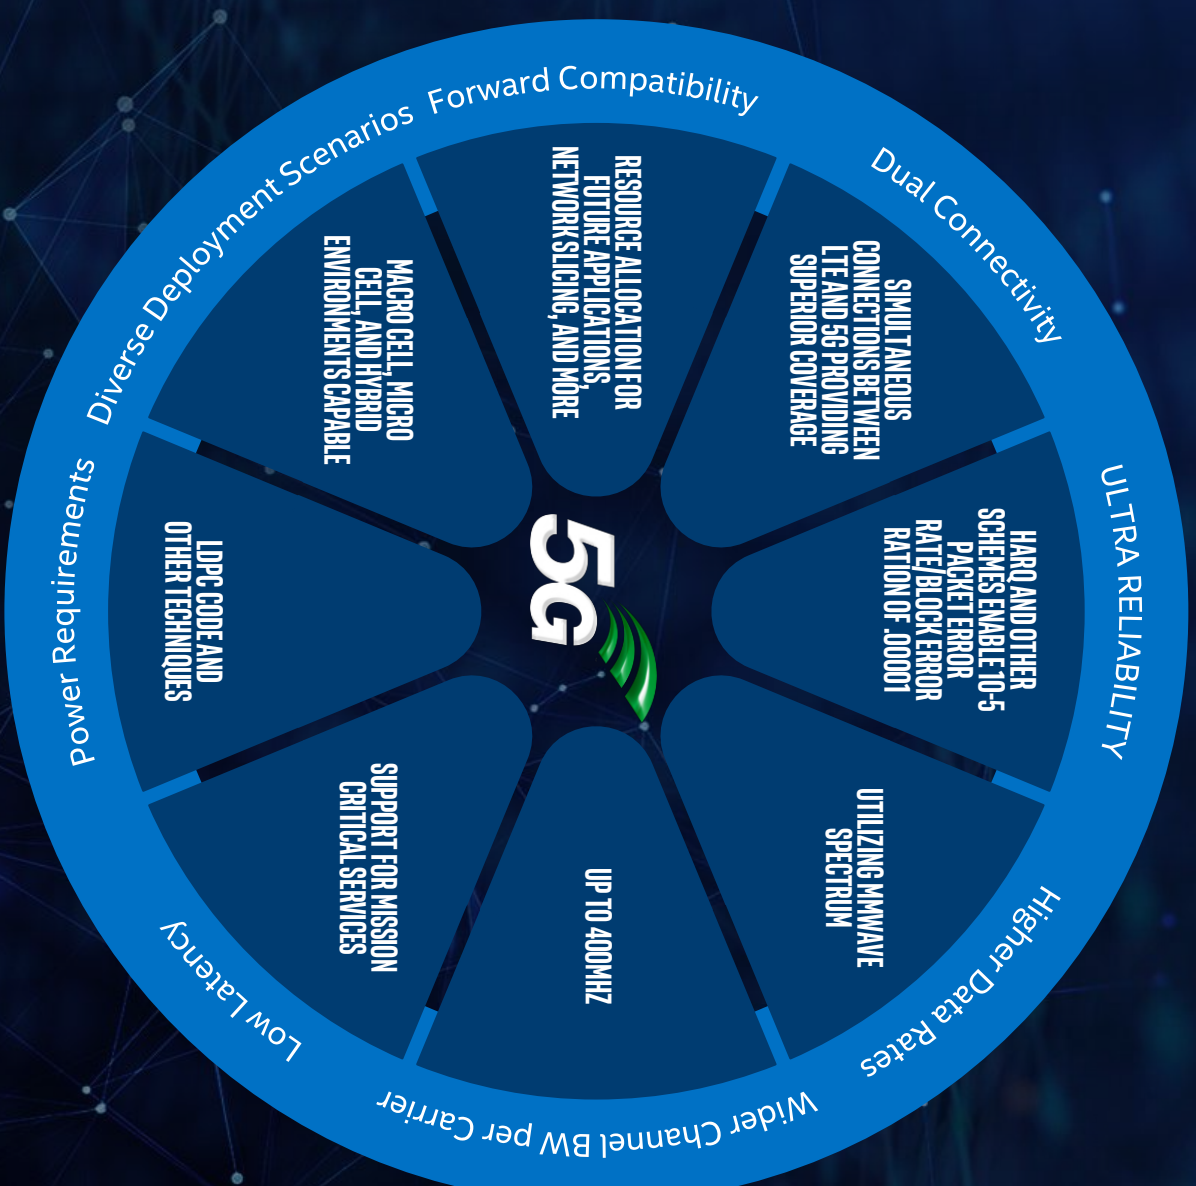 Forward Compatibility
RESOURCE ALLOCATION FOR
FUTURE APPLICATIONS,
NETWORK SLICING, AND MORE
Dual Connectivity
SIMULTANEOUS
CONNECTIONS BETWEEN
LTE AND 5G PROVIDING
SUPERIOR COVERAGE
ULTRA RELIABILITY
HARQ AND OTHER
SCHEMES ENABLE 10-5
PACKET ERROR
RATE/BLOCK ERROR
RATION OF .00001
Higher Data Rates
UTILIZING MMWAVE
SPECTRUM
Wider Channel BW per Carrier
UP TO 400MHZ
Low Latency
SUPPORT FOR MISSION
CRITICAL SERVICES
Power Requirements
LDPC CODE AND
OTHER TECHNIQUES
Diverse Deployment Scenarios
MACRO CELL, MICRO
CELL, AND HYBRID
ENVIRONMENTS CAPABLE
5G